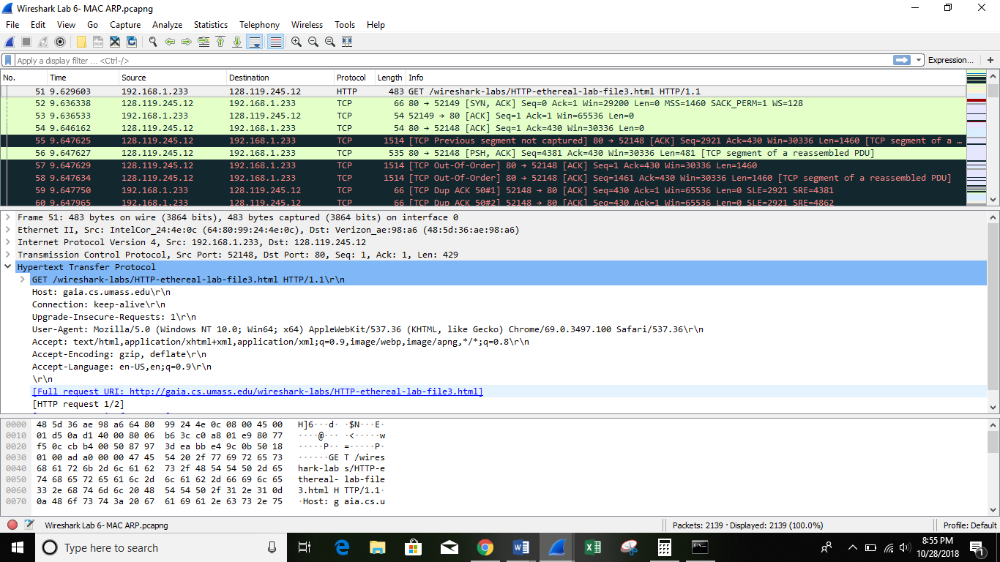 Wireshark Lab 6- MAC ARP.pcapng
File Edit View Go Capture Analyze Statistics Telephony Wireless Tools Help
Apply a display filter ... <Ctrl-/> Expression... +
No. Time Source Destination Protocol Length Info
51 9.629603 192.168.1.233 128.119.245.12 HTTP 483 GET /wireshark-labs/HTTP-ethereal-lab-file3.html HTTP/1.1
52 9.636338 128.119.245.12 192.168.1.233 TCP 66 80 → 52149 [SYN, ACK] Seq=0 Ack=1 Win=29200 Len=0 MSS=1460 SACK_PERM=1 WS=128
53 9.636533 192.168.1.233 128.119.245.12 TCP 54 52149 → 80 [ACK] Seq=1 Ack=1 Win=65536 Len=0
54 9.646162 128.119.245.12 192.168.1.233 TCP 54 80 → 52148 [ACK] Seq=1 Ack=430 Win=30336 Len=0
55 9.647625 128.119.245.12 192.168.1.233 TCP 1514 [TCP Previous segment not captured] 80 → 52148 [ACK] Seq=2921 Ack=430 Win=30336 Len=1460 [TCP segment of a …
56 9.647627 128.119.245.12 192.168.1.233 TCP 535 80 → 52148 [PSH, ACK] Seq=4381 Ack=430 Win=30336 Len=481 [TCP segment of a reassembled PDU]
57 9.647629 128.119.245.12 192.168.1.233 TCP 1514 [TCP Out-Of-Order] 80 → 52148 [ACK] Seq=1 Ack=430 Win=30336 Len=1460
58 9.647634 128.119.245.12 192.168.1.233 TCP 1514 [TCP Out-Of-Order] 80 → 52148 [ACK] Seq=1461 Ack=430 Win=30336 Len=1460 [TCP segment of a reassembled PDU]
59 9.647750 192.168.1.233 128.119.245.12 TCP 66 [TCP Dup ACK 50#1] 52148 → 80 [ACK] Seq=430 Ack=1 Win=65536 Len=0 SLE=2921 SRE=4381
60 9.647965 192.168.1.233 128.119.245.12 TCP 66 [TCP Dup ACK 50#2] 52148 → 80 [ACK] Seq=430 Ack=1 Win=65536 Len=0 SLE=2921 SRE=4862
Frame 51: 483 bytes on wire (3864 bits), 483 bytes captured (3864 bits) on interface 0
Ethernet II, Src: IntelCor_24:4e:0c (64:80:99:24:4e:0c), Dst: Verizon_ae:98:a6 (48:5d:36:ae:98:a6)
Internet Protocol Version 4, Src: 192.168.1.233, Dst: 128.119.245.12
Transmission Control Protocol, Src Port: 52148, Dst Port: 80, Seq: 1, Ack: 1, Len: 429
Hypertext Transfer Protocol
GET /wireshark-labs/HTTP-ethereal-lab-file3.html HTTP/1.1\r\n
Host: gaia.cs.umass.edu\r\n
Connection: keep-alive\r\n
Upgrade-Insecure-Requests: 1\r\n
User-Agent: Mozilla/5.0 (Windows NT 10.0; Win64; x64) AppleWebKit/537.36 (KHTML, like Gecko) Chrome/69.0.3497.100 Safari/537.36\r\n
Accept: text/html,application/xhtml+xml,application/xml;q=0.9,image/webp,image/apng,*/*;q=0.8\r\n
Accept-Encoding: gzip, deflate\r\n
Accept-Language: en-US,en;q=0.9\r\n
\r\n
[Full request URI: http://gaia.cs.umass.edu/wireshark-labs/HTTP-ethereal-lab-file3.html]
[HTTP request 1/2]
0000 48 5d 36 ae 98 a6 64 80 99 24 4e 0c 08 00 45 00 H]6···d· ·$N···E·
0010 01 d5 0a d1 40 00 80 06 b6 3c c0 a8 01 e9 80 77 ····@··· ·<·····w
0020 f5 0c cb b4 00 50 87 97 3d ea bb e4 9c 0b 50 18 ·····P·· =·····P·
0030 01 00 ad a0 00 00 47 45 54 20 2f 77 69 72 65 73 ······GE T /wires
0040 68 61 72 6b 2d 6c 61 62 73 2f 48 54 54 50 2d 65 hark-lab s/HTTP-e
0050 74 68 65 72 65 61 6c 2d 6c 61 62 2d 66 69 6c 65 thereal- lab-file
0060 33 2e 68 74 6d 6c 20 48 54 54 50 2f 31 2e 31 0d 3.html H TTP/1.1·
0070 0a 48 6f 73 74 3a 20 67 61 69 61 2e 63 73 2e 75 ·Host: g aia.cs.u
Wireshark Lab 6- MAC ARP.pcapng Packets: 2139 · Displayed: 2139 (100.0%) Profile: Default
Type here to search
8:55 PM
10/28/2018
1